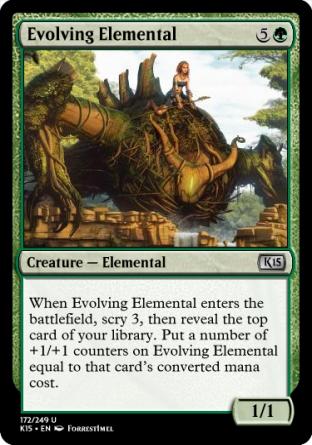 Evolving Elemental 5
Creature — Elemental K15
When Evolving Elemental enters the
battlefield, scry 3, then reveal the top
card of your library. Put a number of
+1/+1 counters on Evolving Elemental
equal to that card's converted mana
cost.
1/1
172/249 U
K15 • EN ForrestImel